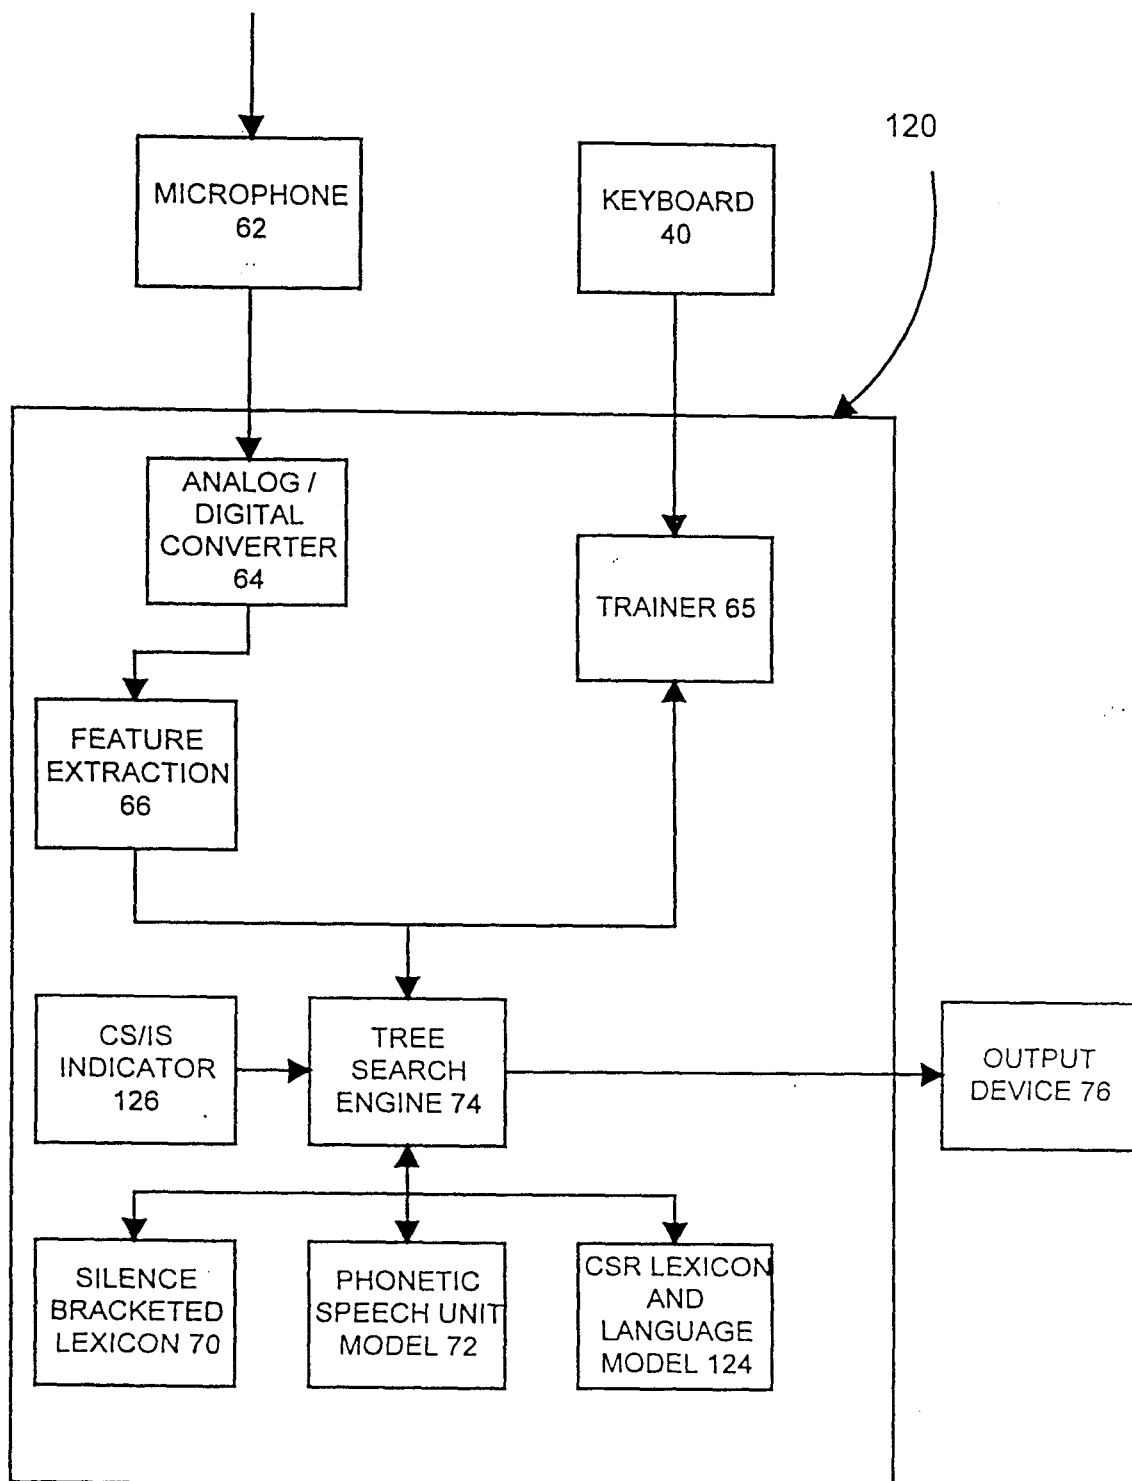 120
MICROPHONE
62
KEYBOARD
40
ANALOG /
DIGITAL
CONVERTER
64
TRAINER 65
FEATURE
EXTRACTION
66
CS/IS
INDICATOR
126
TREE
SEARCH
ENGINE 74
OUTPUT
DEVICE 76
SILENCE
BRACKETED
LEXICON 70
PHONETIC
SPEECH UNIT
MODEL 72
CSR LEXICON
AND
LANGUAGE
MODEL 124